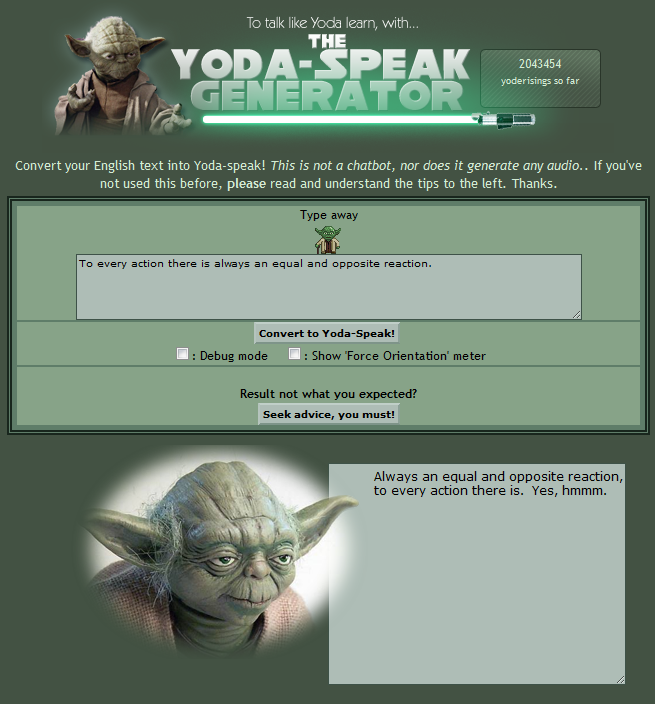 To talk like Yoda learn, with...
THE
YODA-SPEAK
GENERATOR
2043454
yoderisings so far
Convert your English text into Yoda-speak! This is not a chatbot, nor does it generate any audio.. If you've
not used this before, please read and understand the tips to the left. Thanks.
Type away
To every action there is always an equal and opposite reaction.
Convert to Yoda-Speak!
: Debug mode : Show 'Force Orientation' meter
Result not what you expected?
Seek advice, you must!
Always an equal and opposite reaction,
to every action there is. Yes, hmmm.